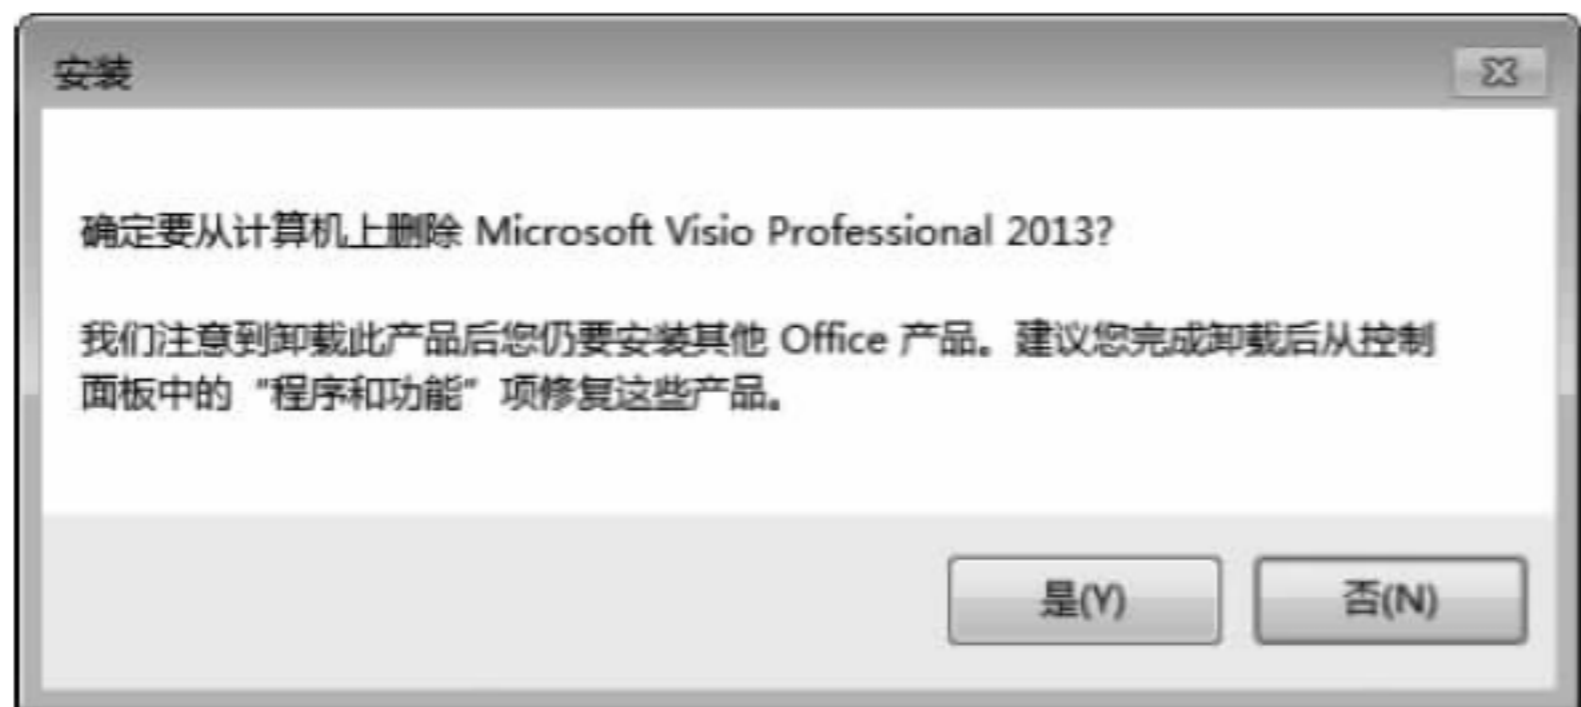 安装
确定要从计算机上删除 Microsoft Visio Professional 2013?
我们注意到卸载此产品后您仍要安装其他 Office 产品。建议您完成卸载后从控制
面板中的“程序和功能”项修复这些产品。
是(Y)
否(N)